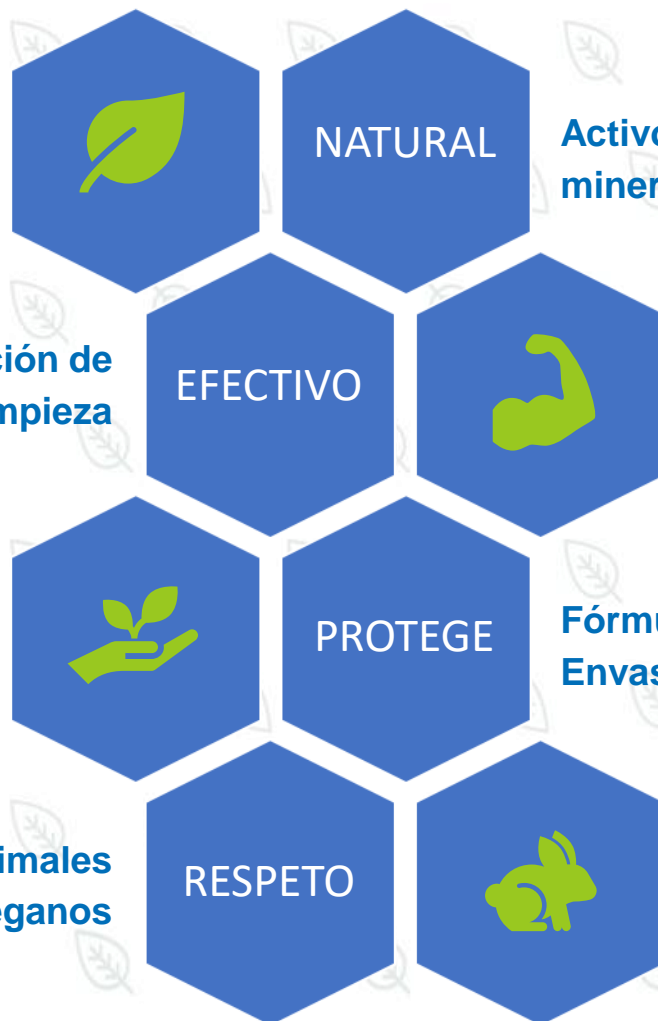 NATURAL
Activo
miner
ción de
mpieza
EFECTIVO
PROTEGE
Fórmu
Envas
imales
eganos
RESPETO